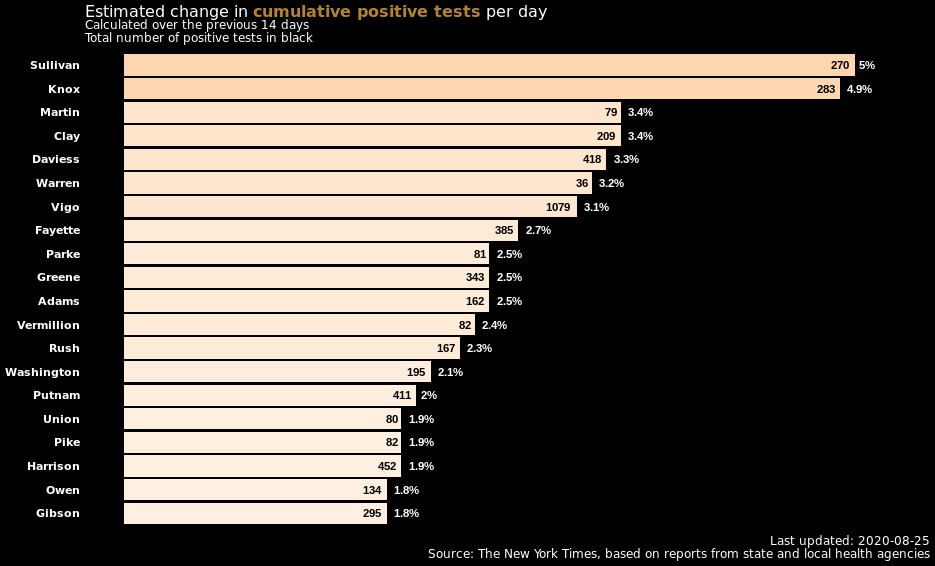 Estimated change in cumulative positive tests per day
Calculated over the previous 14 days
Total number of positive tests in black
Sullivan 270 5%
Knox 283 4.9%
Martin 79 3.4%
Clay 209 3.4%
Daviess 418 3.3%
Warren 36 3.2%
Vigo 1079 3.1%
Fayette 385 2.7%
Parke 81 2.5%
Greene 343 2.5%
Adams 162 2.5%
Vermillion 82 2.4%
Rush 167 2.3%
Washington 195 2.1%
Putnam 411 2%
Union 80 1.9%
Pike 82 1.9%
Harrison 452 1.9%
Owen 134 1.8%
Gibson 295 1.8%
Last updated: 2020-08-25
Source: The New York Times, based on reports from state and local health agencies